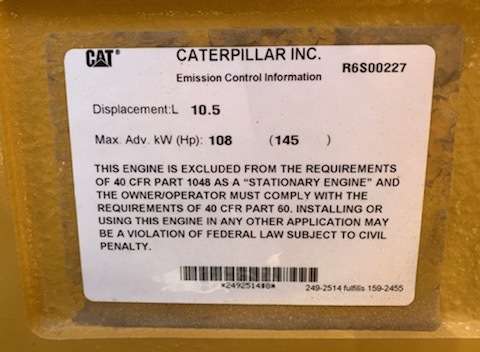 CAT® CATERPILLAR INC. R6S00227
Emission Control Information
Displacement:L 10.5
Max. Adv. kW (Hp): 108 (145 )
THIS ENGINE IS EXCLUDED FROM THE REQUIREMENTS
OF 40 CFR PART 1048 AS A “STATIONARY ENGINE” AND
THE OWNER/OPERATOR MUST COMPLY WITH THE
REQUIREMENTS OF 40 CFR PART 60. INSTALLING OR
USING THIS ENGINE IN ANY OTHER APPLICATION MAY
BE A VIOLATION OF FEDERAL LAW SUBJECT TO CIVIL
PENALTY.
*2492514#0*
249-2514 fulfills 159-2455